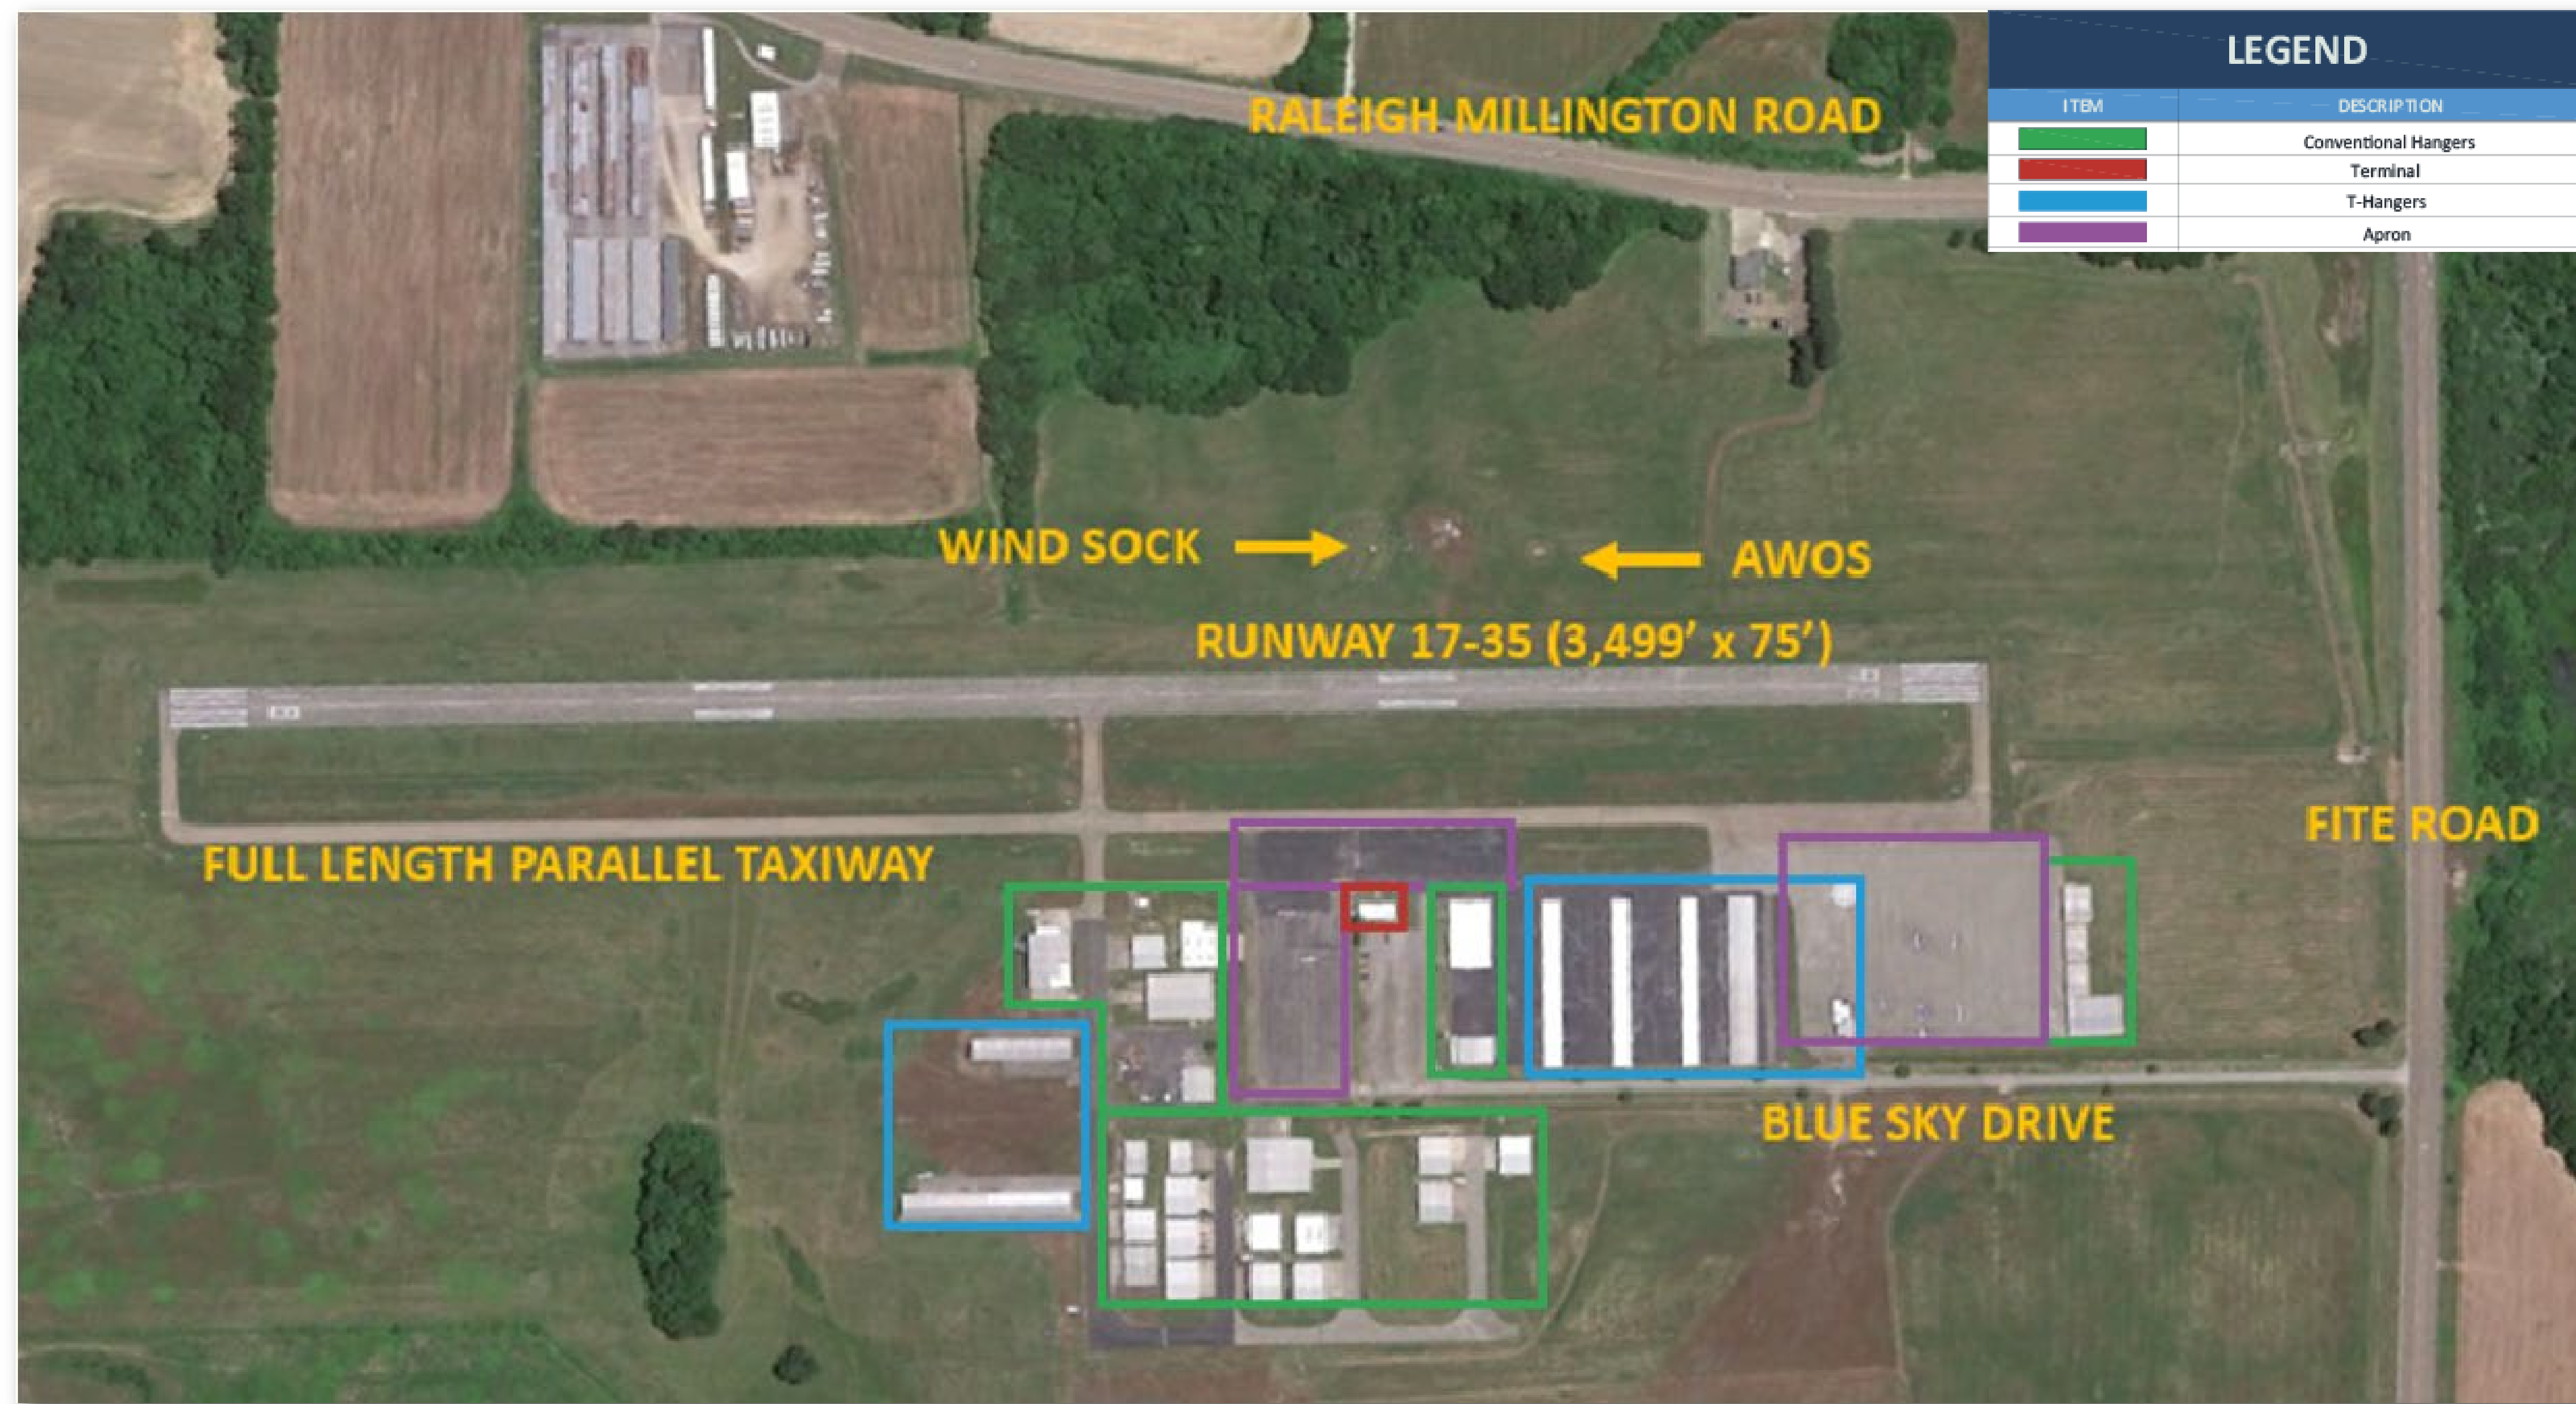 LEGEND
ITEM DESCRIPTION
Conventional Hangers
Terminal
T-Hangers
Apron
RALEIGH MILLINGTON ROAD
WIND SOCK
AWOS
RUNWAY 17-35 (3,499’ x 75’)
FITE ROAD
FULL LENGTH PARALLEL TAXIWAY
BLUE SKY DRIVE